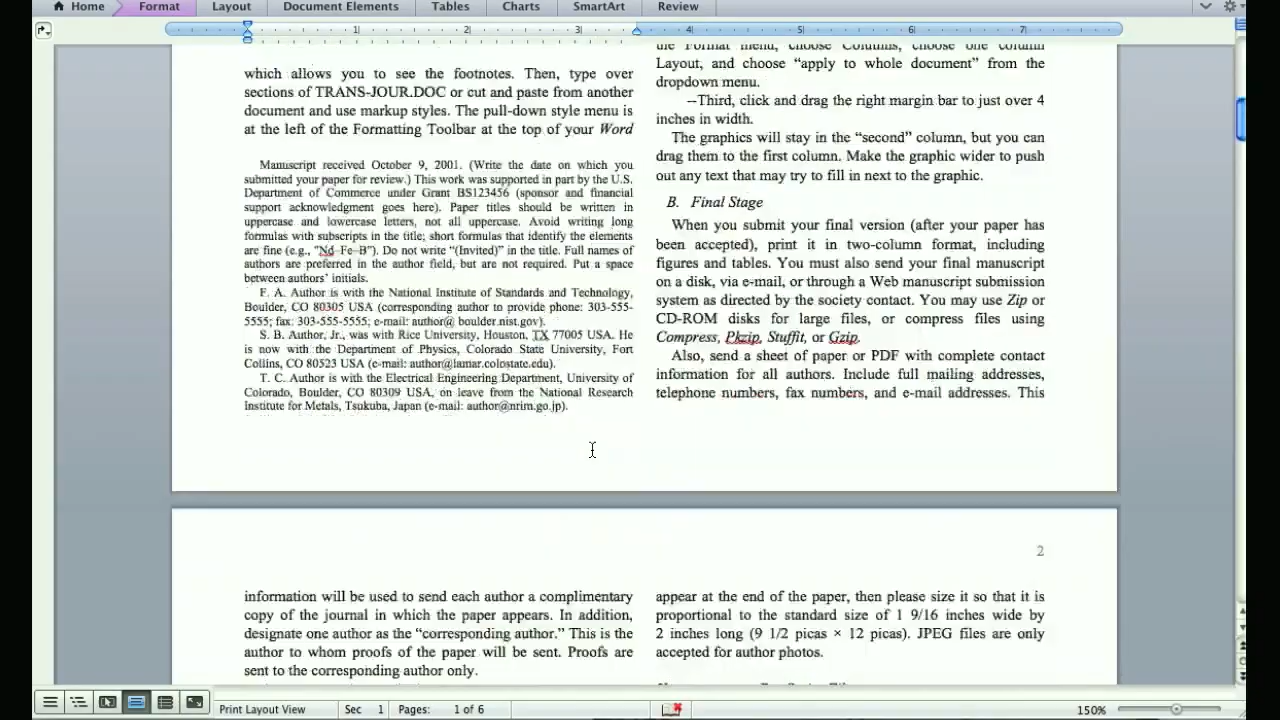 Home Format Layout Document Elements Tables Charts SmartArt Review
1 2 3 4 5 6 7
which allows you to see the footnotes. Then, type over
sections of TRANS-JOUR.DOC or cut and paste from another
document and use markup styles. The pull-down style menu is
at the left of the Formatting Toolbar at the top of your Word
Manuscript received October 9, 2001. (Write the date on which you
submitted your paper for review.) This work was supported in part by the U.S.
Department of Commerce under Grant BS123456 (sponsor and financial
support acknowledgment goes here). Paper titles should be written in
uppercase and lowercase letters, not all uppercase. Avoid writing long
formulas with subscripts in the title; short formulas that identify the elements
are fine (e.g., "Nd–Fe–B"). Do not write “(Invited)” in the title. Full names of
authors are preferred in the author field, but are not required. Put a space
between authors’ initials.
F. A. Author is with the National Institute of Standards and Technology,
Boulder, CO 80305 USA (corresponding author to provide phone: 303-555-
5555; fax: 303-555-5555; e-mail: author@ boulder.nist.gov).
S. B. Author, Jr., was with Rice University, Houston, TX 77005 USA. He
is now with the Department of Physics, Colorado State University, Fort
Collins, CO 80523 USA (e-mail: author@lamar.colostate.edu).
T. C. Author is with the Electrical Engineering Department, University of
Colorado, Boulder, CO 80309 USA, on leave from the National Research
Institute for Metals, Tsukuba, Japan (e-mail: author@nrim.go.jp).
the Format menu, choose Columns, choose one column
Layout, and choose “apply to whole document” from the
dropdown menu.
--Third, click and drag the right margin bar to just over 4
inches in width.
The graphics will stay in the “second” column, but you can
drag them to the first column. Make the graphic wider to push
out any text that may try to fill in next to the graphic.
B. Final Stage
When you submit your final version (after your paper has
been accepted), print it in two-column format, including
figures and tables. You must also send your final manuscript
on a disk, via e-mail, or through a Web manuscript submission
system as directed by the society contact. You may use Zip or
CD-ROM disks for large files, or compress files using
Compress, Pkzip, Stuffit, or Gzip.
Also, send a sheet of paper or PDF with complete contact
information for all authors. Include full mailing addresses,
telephone numbers, fax numbers, and e-mail addresses. This
2
information will be used to send each author a complimentary
copy of the journal in which the paper appears. In addition,
designate one author as the “corresponding author.” This is the
author to whom proofs of the paper will be sent. Proofs are
sent to the corresponding author only.
appear at the end of the paper, then please size it so that it is
proportional to the standard size of 1 9/16 inches wide by
2 inches long (9 1/2 picas × 12 picas). JPEG files are only
accepted for author photos.
Print Layout View Sec 1 Pages: 1 of 6 150%